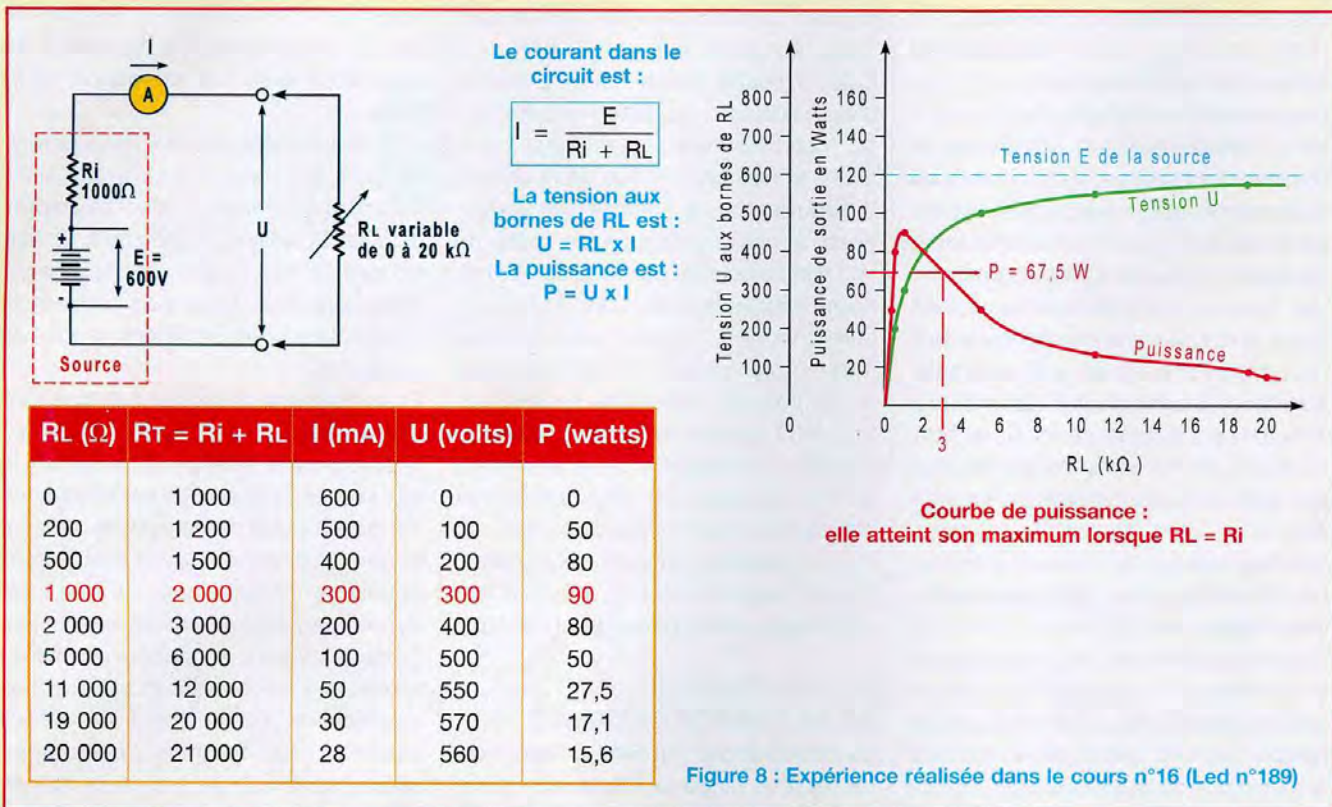 I
A
Ri
1000Ω
+
E =
600V
-
Source
U
RL variable
de 0 à 20 kΩ
Le courant dans le
circuit est :
I = E / Ri + RL
La tension aux
bornes de RL est :
U = RL x I
La puissance est :
P = U x I
Tension U aux bornes de RL
800
700
600
500
400
300
200
100
0
Puissance de sortie en Watts
160
140
120
100
80
60
40
20
0
Tension E de la source
Tension U
P = 67,5 W
Puissance
2 4 6 8 10 12 14 16 18 20
3
RL (kΩ)
Courbe de puissance :
elle atteint son maximum lorsque RL = Ri
RL (Ω) RT = Ri + RL I (mA) U (volts) P (watts)
0 1 000 600 0 0
200 1 200 500 100 50
500 1 500 400 200 80
1 000 2 000 300 300 90
2 000 3 000 200 400 80
5 000 6 000 100 500 50
11 000 12 000 50 550 27,5
19 000 20 000 30 570 17,1
20 000 21 000 28 560 15,6
Figure 8 : Expérience réalisée dans le cours n°16 (Led n°189)